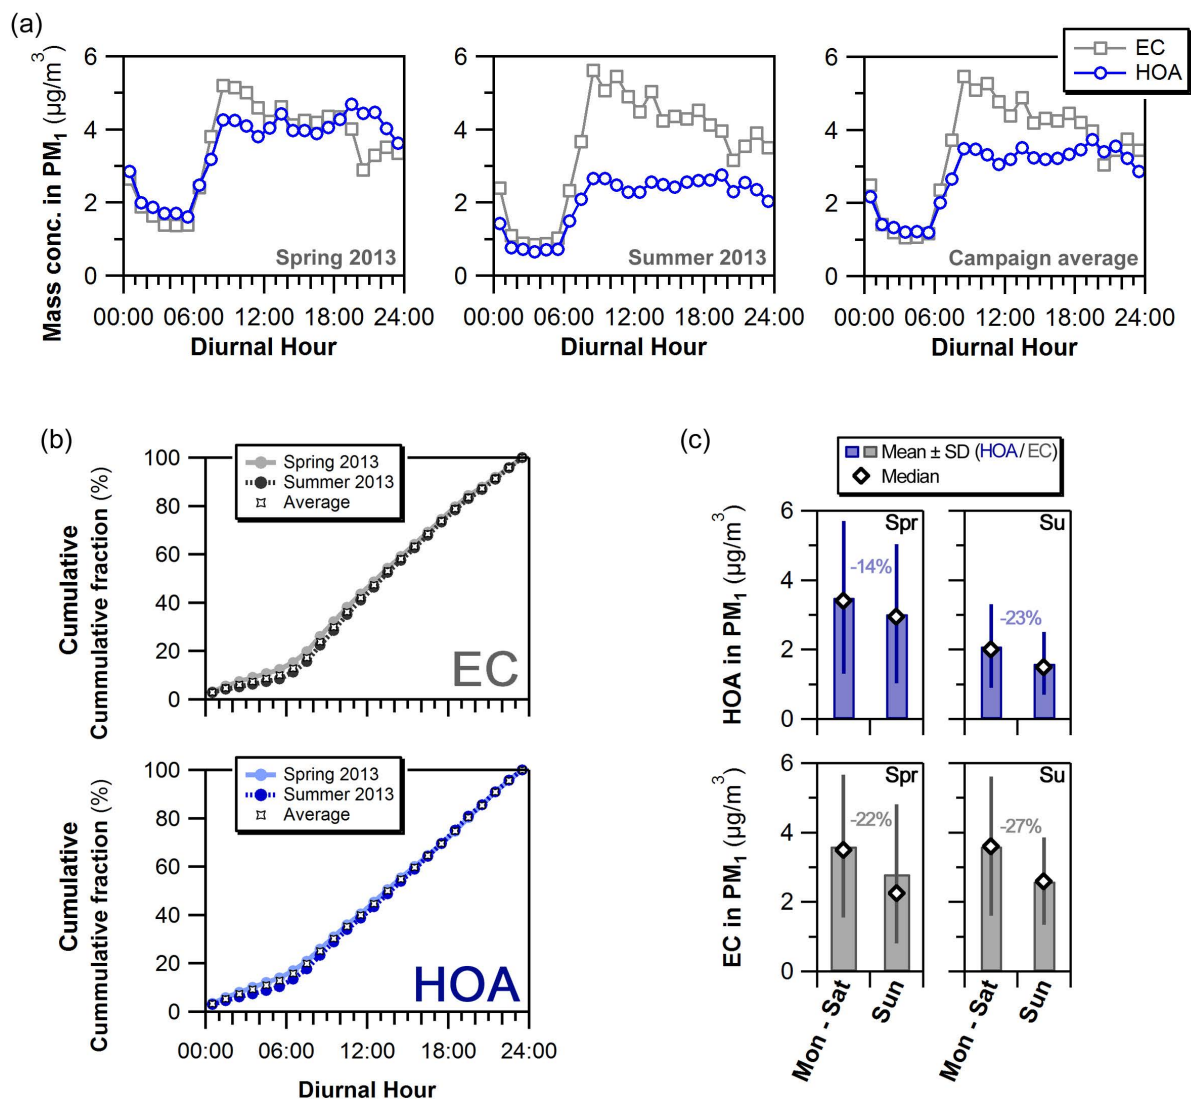 (a)
EC
HOA
Mass conc. in PM1 (µg/m3)
6
4
2
0
Spring 2013
00:00 06:00 12:00 18:00 24:00
Diurnal Hour
6
4
2
0
Summer 2013
00:00 06:00 12:00 18:00 24:00
Diurnal Hour
6
4
2
0
Campaign average
00:00 06:00 12:00 18:00 24:00
Diurnal Hour
(b)
Cumulative
Cummulative fraction (%)
100
80
60
40
20
0
Spring 2013
Summer 2013
Average
EC
Cumulative
Cummulative fraction (%)
100
80
60
40
20
0
Spring 2013
Summer 2013
Average
HOA
00:00 06:00 12:00 18:00 24:00
Diurnal Hour
(c)
Mean ± SD (HOA/EC)
Median
HOA in PM1 (µg/m3)
6
4
2
0
Spr
-14%
Su
-23%
EC in PM1 (µg/m3)
6
4
2
0
Spr
-22%
Su
-27%
Mon - Sat
Sun
Mon - Sat
Sun